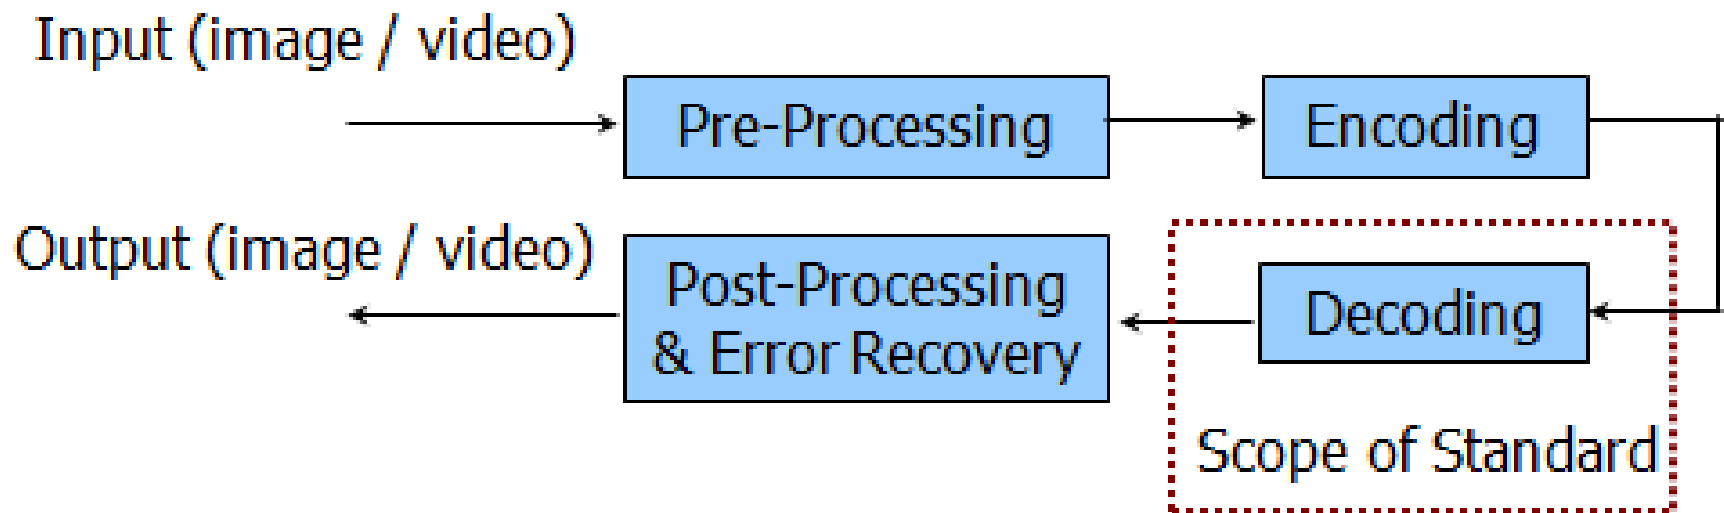 Input (image / video)
Pre-Processing
Encoding
Output (image / video)
Post-Processing
& Error Recovery
Decoding
Scope of Standard